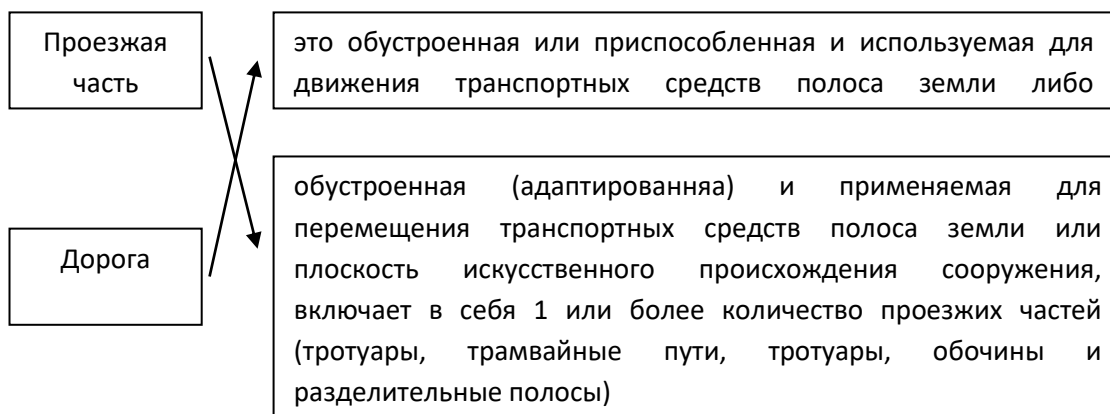 Проезжая
часть
это обустроенная или приспособленная и используемая для
движения транспортных средств полоса земли либо
Дорога
обустроенная (адаптированняа) и применяемая для
перемещения транспортных средств полоса земли или
плоскость искусственного происхождения сооружения,
включает в себя 1 или более количество проезжих частей
(тротуары, трамвайные пути, тротуары, обочины и
разделительные полосы)